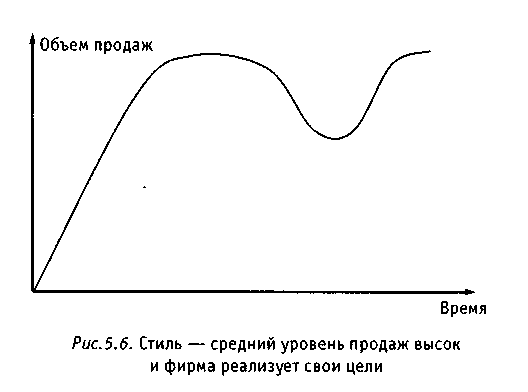 Объем продаж
Время
Рис.5.6. Стиль — средний уровень продаж высок
и фирма реализует свои цели